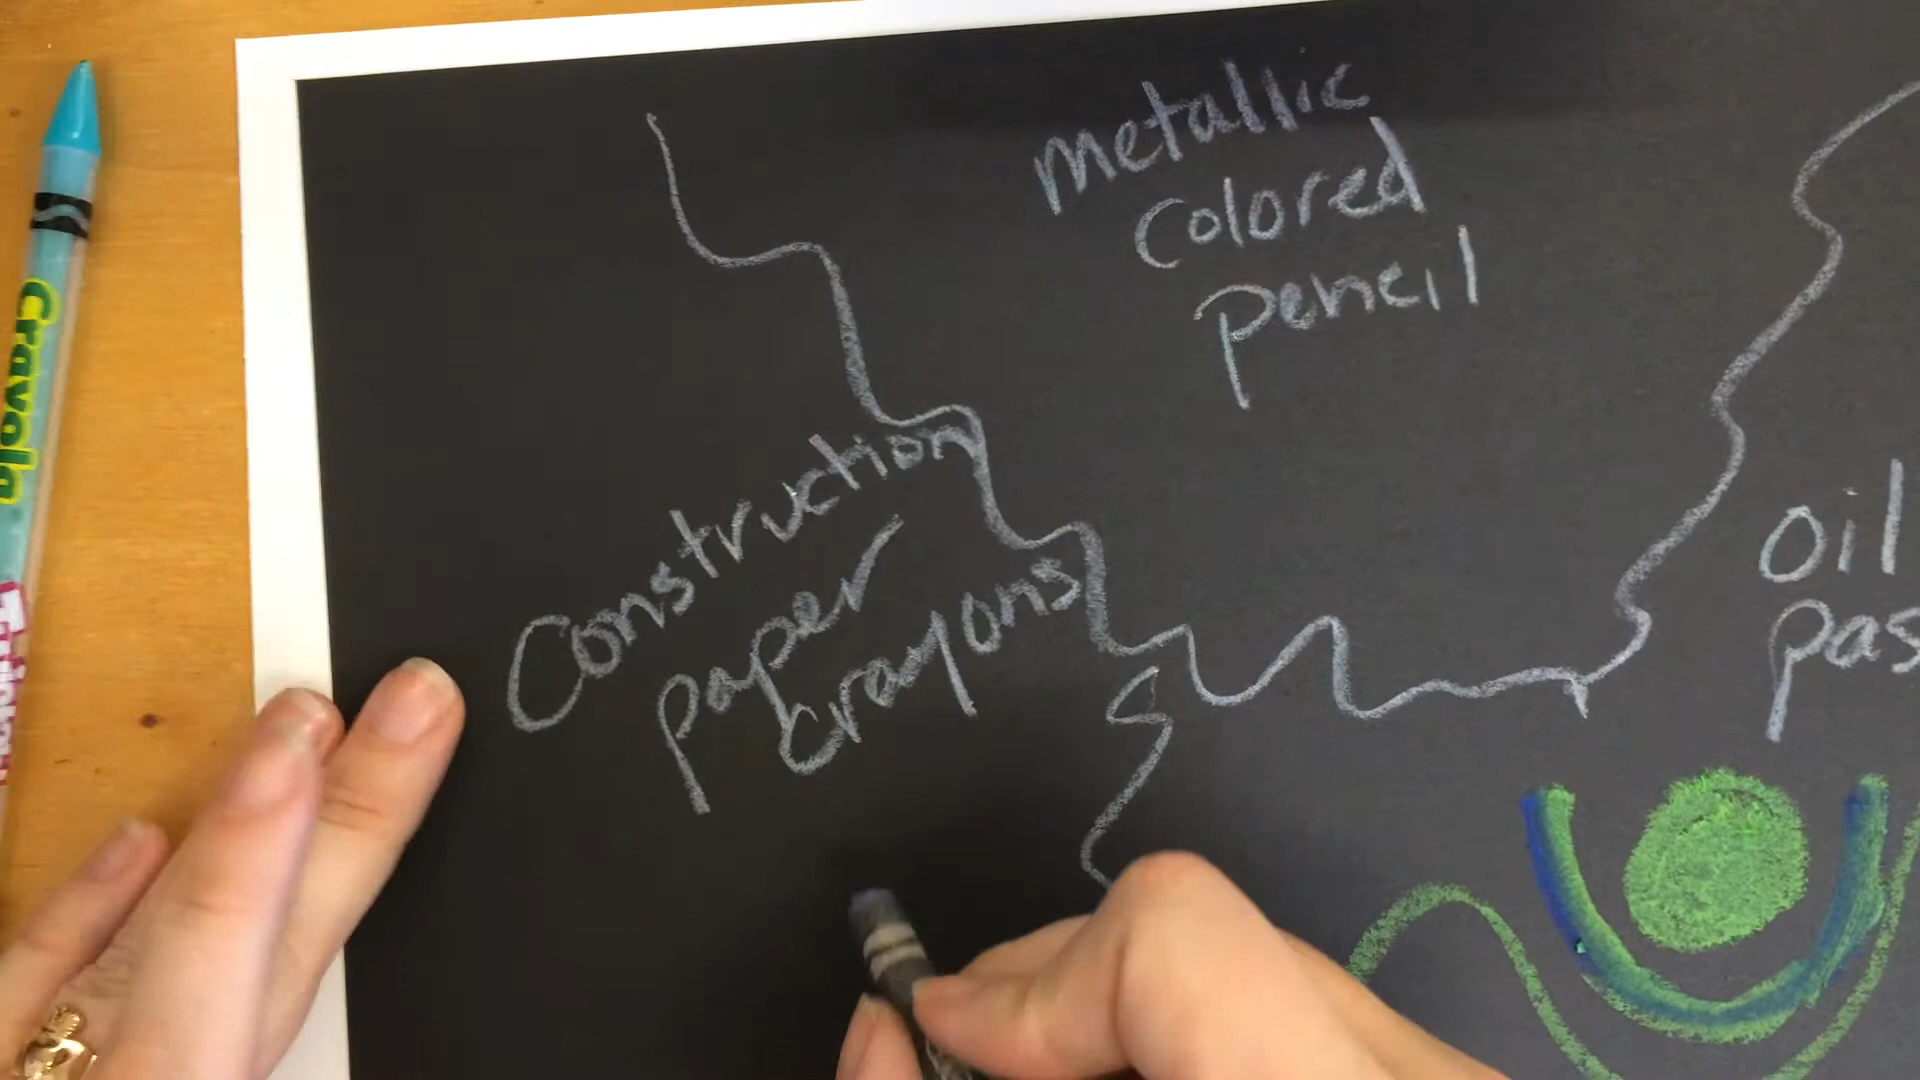 metallic
colored
pencil
Construction
paper
crayons
oil
pas
Crayola